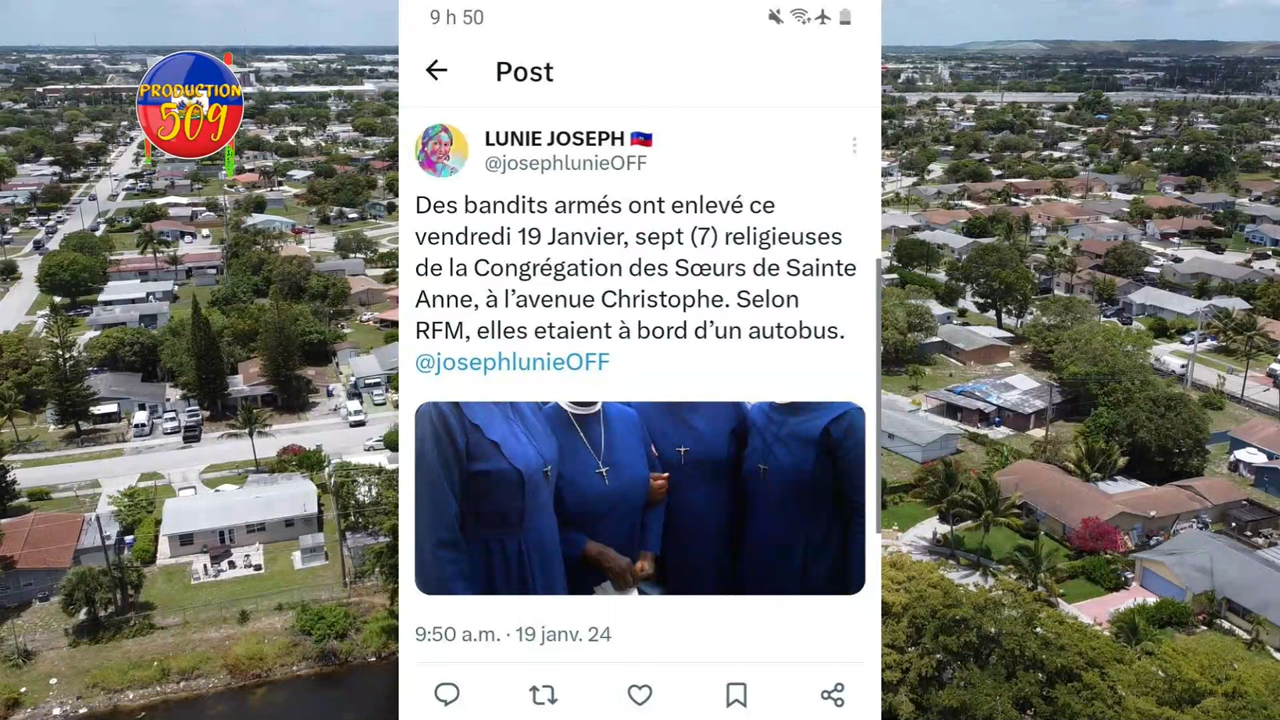 PRODUCTION
509
9 h 50
Post
LUNIE JOSEPH 🇭🇹
@josephlunieOFF
Des bandits armés ont enlevé ce
vendredi 19 Janvier, sept (7) religieuses
de la Congrégation des Sœurs de Sainte
Anne, à l’avenue Christophe. Selon
RFM, elles etaient à bord d’un autobus.
@josephlunieOFF
9:50 a.m. · 19 janv. 24